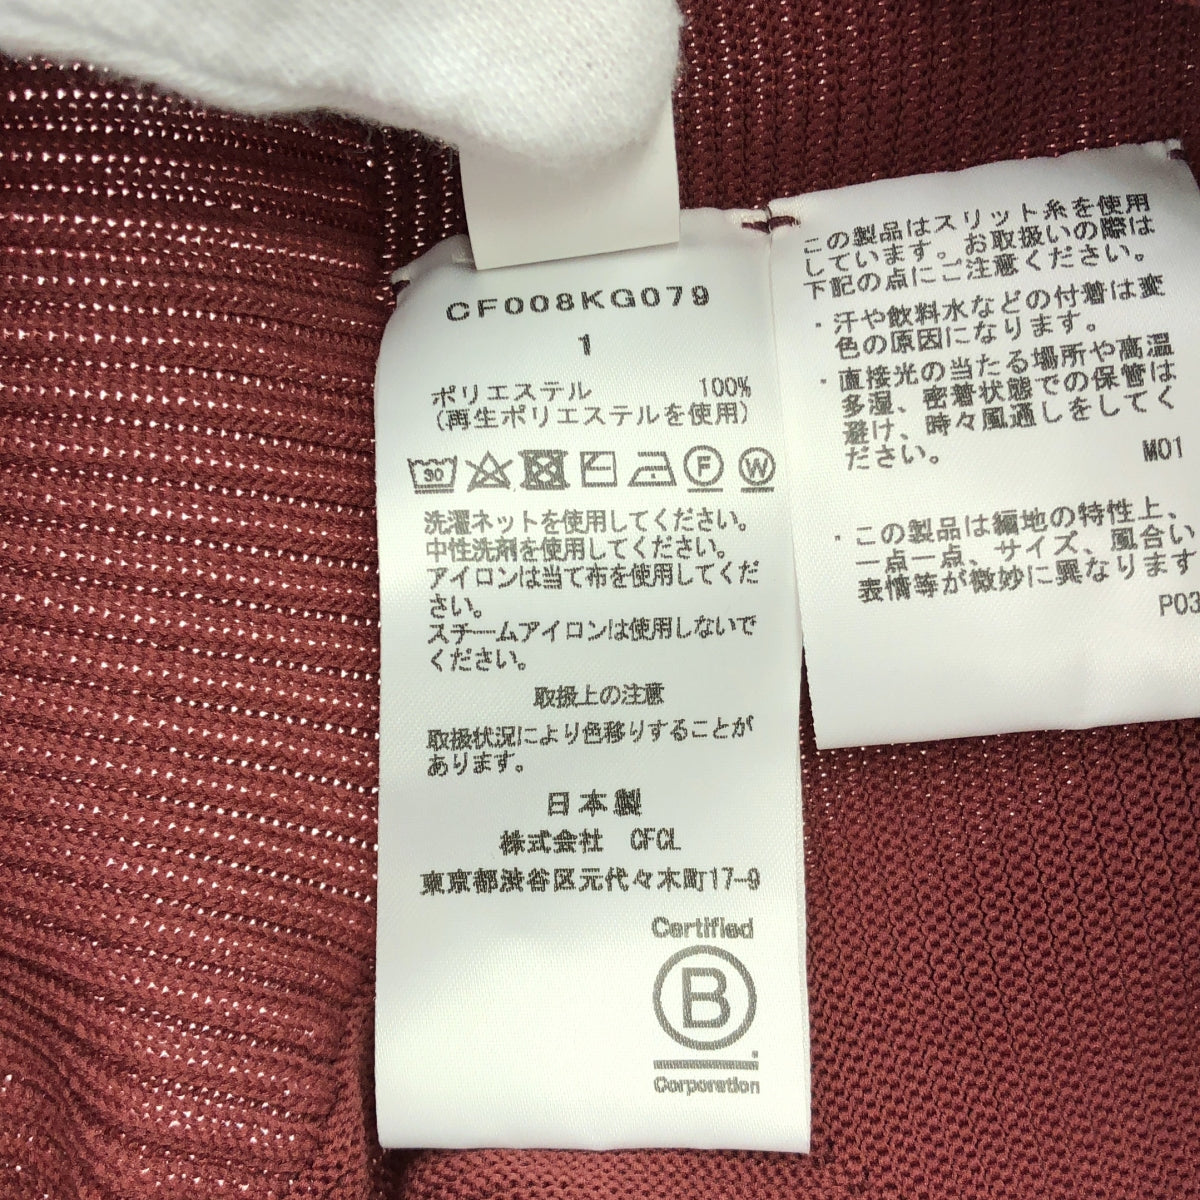 CF008KG079
1
ポリエステル 100%
(再生ポリエステルを使用)
30 F W
洗濯ネットを使用してください。
中性洗剤を使用してください。
アイロンは当て布を使用してくだ
さい。
スチームアイロンは使用しないで
ください。
取扱上の注意
取扱状況により色移りすることが
あります。
日本製
株式会社 CFCL
東京都渋谷区元代々木町17-9
Certified
B
Corporation
この製品はスリット糸を使用
しています。お取扱いの際は
下記の点にご注意ください。
・汗や飲料水などの付着は変
色の原因になります。
・直接光の当たる場所や高温
多湿、密着状態での保管は
避け、時々風通しをしてく
ださい。
M01
・この製品は編地の特性上、
一点一点、サイズ、風合い
表情等が微妙に異なります
P03